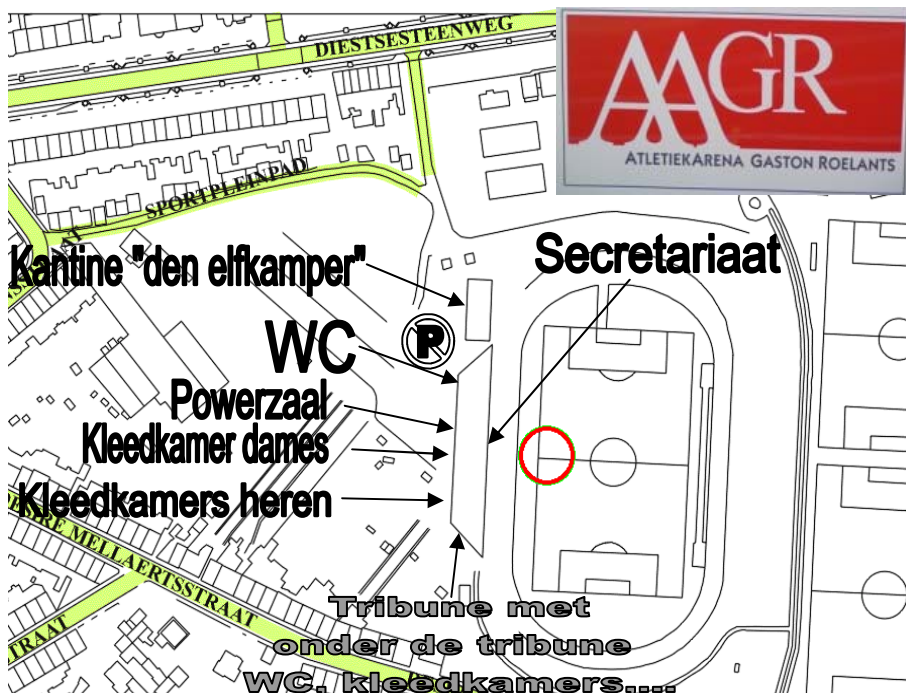 DIESTSESTEENWEG
AAGR
ATLETIEKARENA GASTON ROELANTS
SPORTPLEINPAD
Kantine "den elfkamper"
Secretariaat
P
WC
Powerzaal
Kleedkamer dames
Kleedkamers heren
MELLAERTSSTRAAT
Tribune met
onder de tribune
WC, kleedkamers....